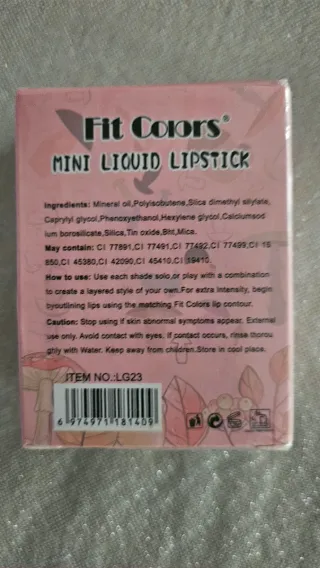 Fit Colors®
MINI LIQUID LIPSTICK
Ingredients: Mineral oil,Polyisobutene,Slica dimethyl silylate,
Caprylyl glycol,Phenoxyethanol,Hexylene glycol,Calciumsod
ium borosilicate,Silica,Tin oxide,Bht,Mica.
May contain: CI 77891,CI 77491,CI 77492,CI 77499,CI 15
850,CI 45380,CI 42090,CI 45410,CI 19410.
How to use: Use each shade solo,or play with a combination
to create a layered style of your own.For extra intensity, begin
byoutlining lips using the matching Fit Colors lip contour.
Caution: Stop using if skin abnormal symptoms appear. External
use only. Avoid contact with eyes. If contact occurs, rinse thorou
ghly with Water. Keep away from chidren.Store in cool place.
ITEM NO.:LG23
6 974971 181409